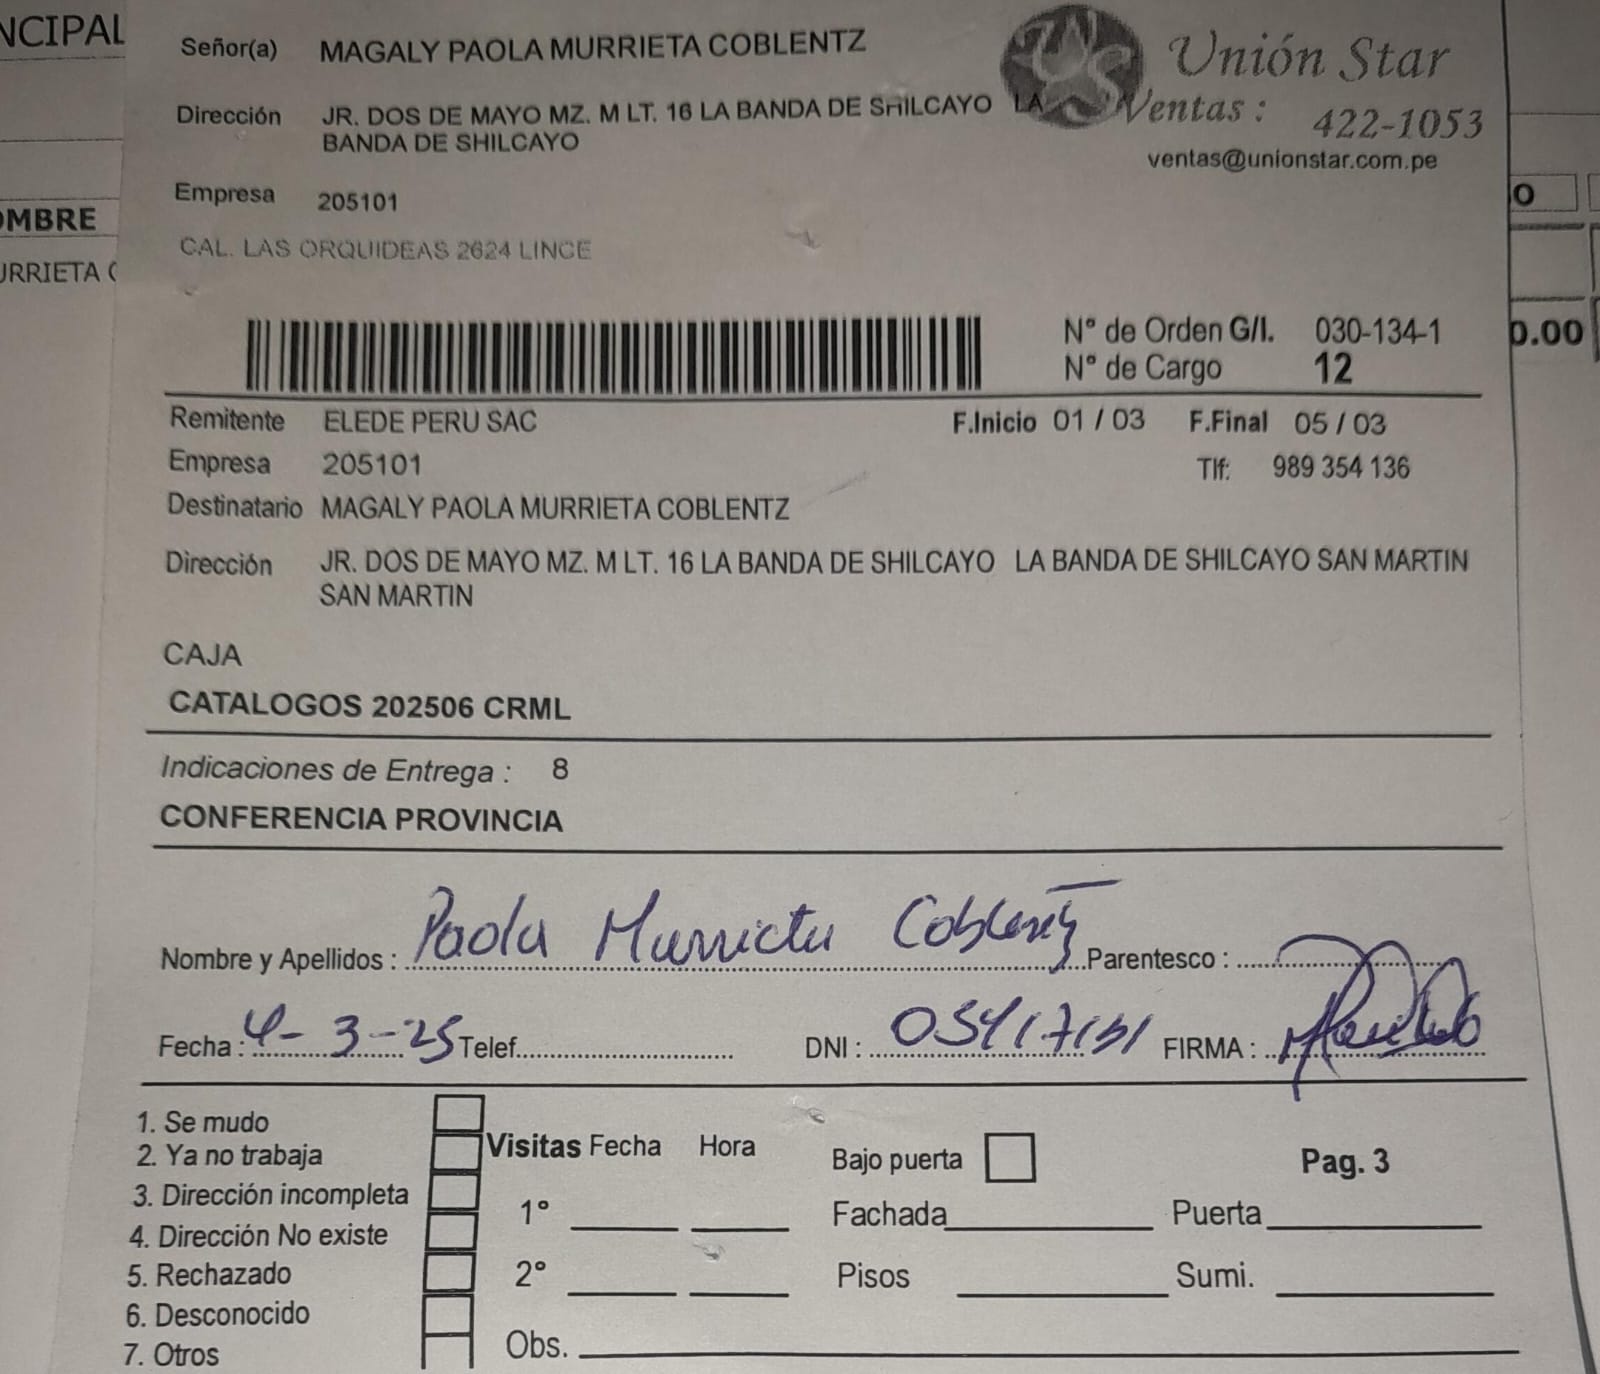 NCIPAL
Señor(a) MAGALY PAOLA MURRIETA COBLENTZ
Unión Star
Dirección JR. DOS DE MAYO MZ. M LT. 16 LA BANDA DE SHILCAYO LA
BANDA DE SHILCAYO
Ventas : 422-1053
ventas@unionstar.com.pe
Empresa 205101
OMBRE
O
CAL. LAS ORQUIDEAS 2624 LINCE
URRIETA C
N° de Orden G/I. 030-134-1
0.00
N° de Cargo 12
Remitente ELEDE PERU SAC F.Inicio 01 / 03 F.Final 05 / 03
Empresa 205101 Tlf: 989 354 136
Destinatario MAGALY PAOLA MURRIETA COBLENTZ
Dirección JR. DOS DE MAYO MZ. M LT. 16 LA BANDA DE SHILCAYO LA BANDA DE SHILCAYO SAN MARTIN
SAN MARTIN
CAJA
CATALOGOS 202506 CRML
Indicaciones de Entrega : 8
CONFERENCIA PROVINCIA
Nombre y Apellidos : Paola Murrieta Coblentz Parentesco :
Fecha : 4-3-25 Telef. DNI : FIRMA :
1. Se mudo
2. Ya no trabaja
3. Dirección incompleta
4. Dirección No existe
5. Rechazado
6. Desconocido
7. Otros
Visitas Fecha Hora
1°
2°
Obs.
Bajo puerta Pag. 3
Fachada Puerta
Pisos Sumi.